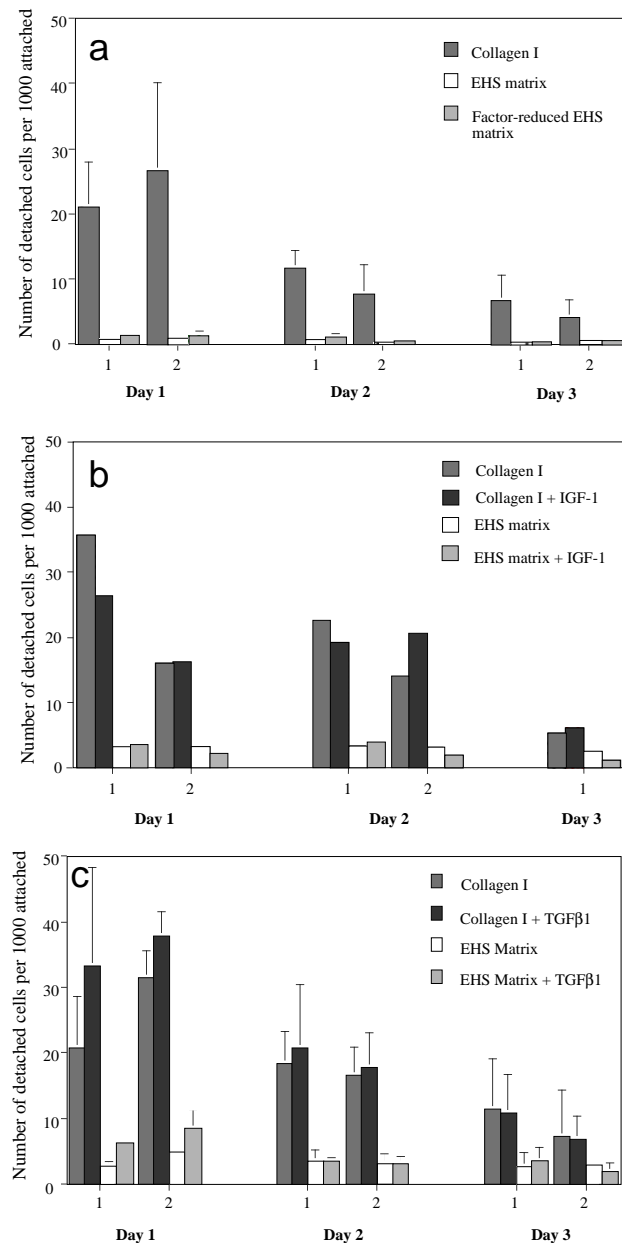 a
Number of detached cells per 1000 attached
50
40
30
20
10
0
Collagen I
EHS matrix
Factor-reduced EHS
matrix
1 2 1 2 1 2
Day 1 Day 2 Day 3
b
Number of detached cells per 1000 attached
50
40
30
20
10
0
Collagen I
Collagen I + IGF-1
EHS matrix
EHS matrix + IGF-1
1 2 1 2 1
Day 1 Day 2 Day 3
c
Number of detached cells per 1000 attached
50
40
30
20
10
0
Collagen I
Collagen I + TGFβ1
EHS Matrix
EHS Matrix + TGFβ1
1 2 1 2 1 2
Day 1 Day 2 Day 3